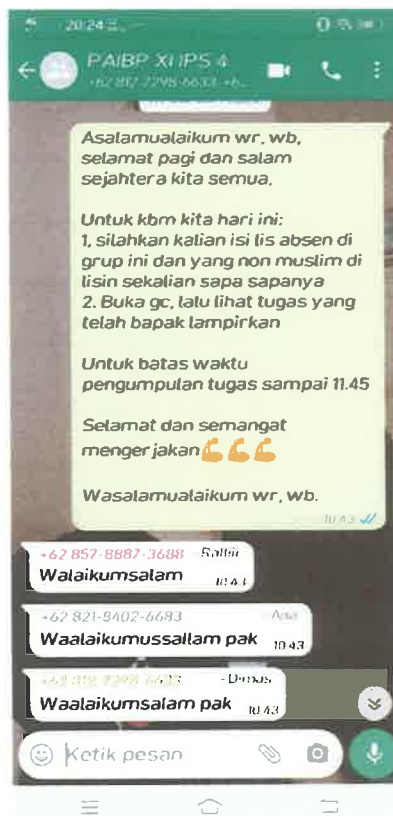 20:24
PAIBP XI IPS 4
Asalamualaikum wr, wb,
selamat pagi dan salam
sejahtera kita semua,
Untuk kbm kita hari ini:
1, silahkan kalian isi lis absen di
grup ini dan yang non muslim di
lisin sekalian sapa sapanya
2. Buka gc, lalu lihat tugas yang
telah bapak lampirkan
Untuk batas waktu
pengumpulan tugas sampai 11.45
Selamat dan semangat
mengerjakan💪💪💪
Wasalamualaikum wr, wb.
10.43
+62 857-8887-3688
Walaikumsalam 10.43
+62 821-8402-6683
Waalaikumussallam pak 10.43
- Dimas
Waalaikumsalam pak 10.43
Ketik pesan